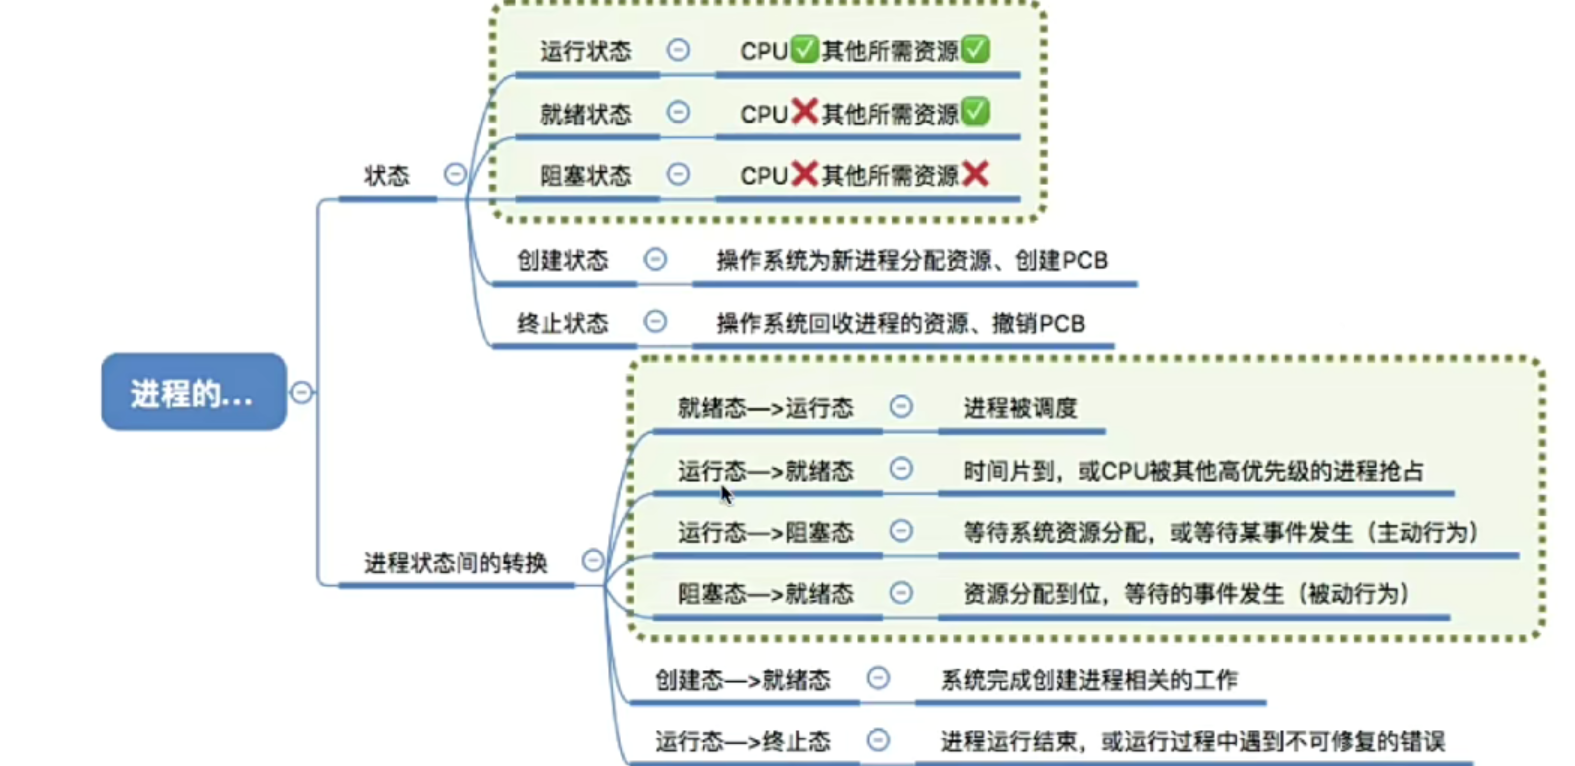 运行状态 CPU✅其他所需资源✅
就绪状态 CPU❌其他所需资源✅
阻塞状态 CPU❌其他所需资源❌
状态
创建状态 操作系统为新进程分配资源、创建PCB
终止状态 操作系统回收进程的资源、撤销PCB
进程的...
就绪态—>运行态 进程被调度
运行态—>就绪态 时间片到，或CPU被其他高优先级的进程抢占
运行态—>阻塞态 等待系统资源分配，或等待某事件发生（主动行为）
进程状态间的转换
阻塞态—>就绪态 资源分配到位，等待的事件发生（被动行为）
创建态—>就绪态 系统完成创建进程相关的工作
运行态—>终止态 进程运行结束，或运行过程中遇到不可修复的错误